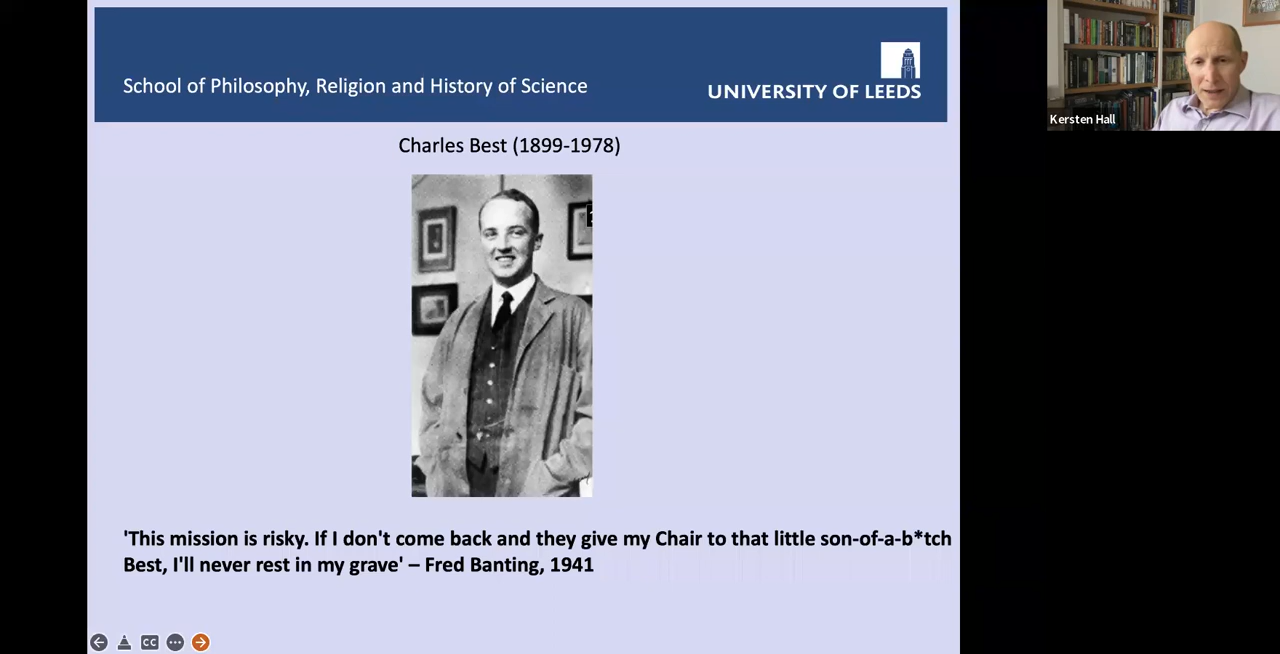 School of Philosophy, Religion and History of Science
UNIVERSITY OF LEEDS
Kersten Hall
Charles Best (1899-1978)
'This mission is risky. If I don't come back and they give my Chair to that little son-of-a-b*tch
Best, I'll never rest in my grave' – Fred Banting, 1941
CC